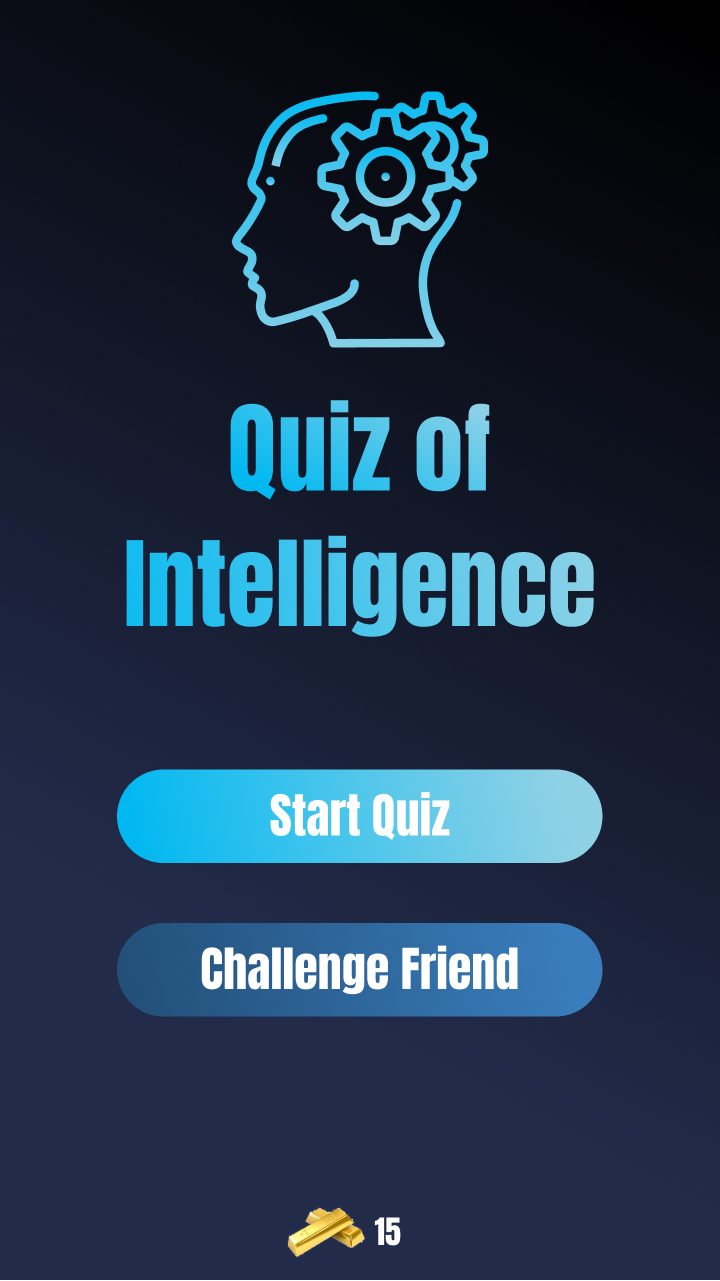 Quiz of
Intelligence
Start Quiz
Challenge Friend
15